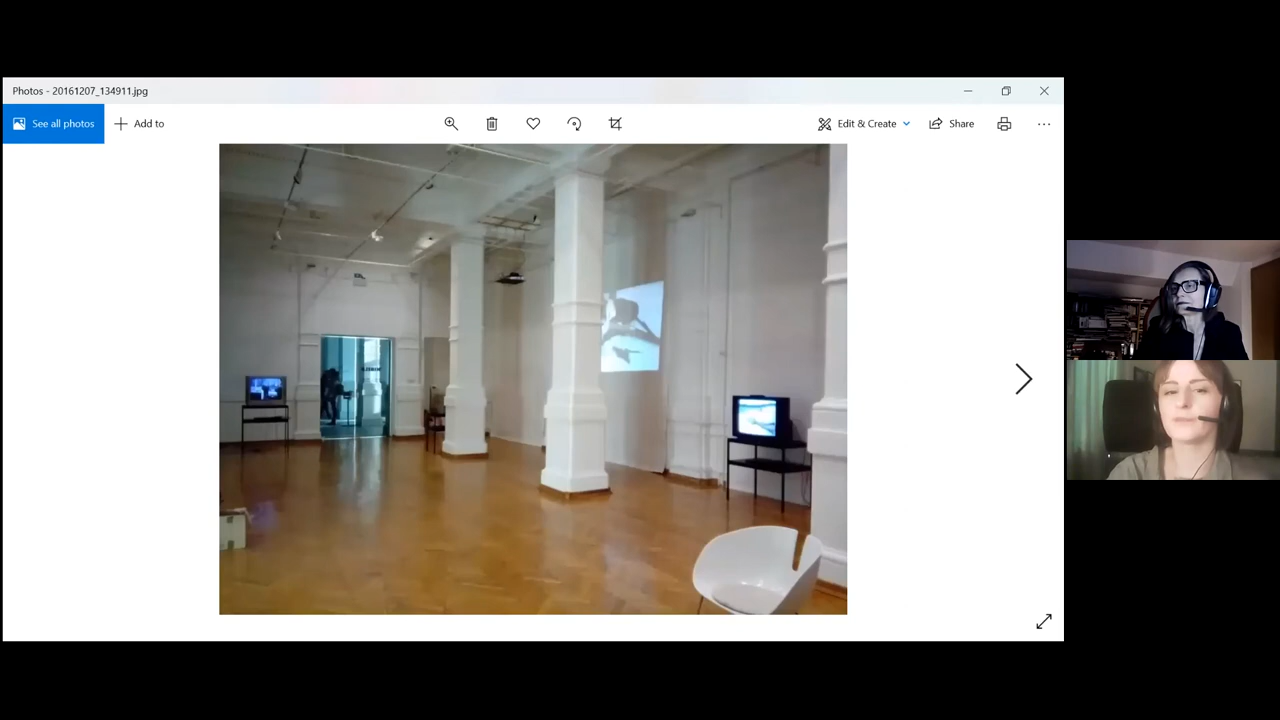 Photos - 20161207_134911.jpg
See all photos
Add to
Edit & Create
Share